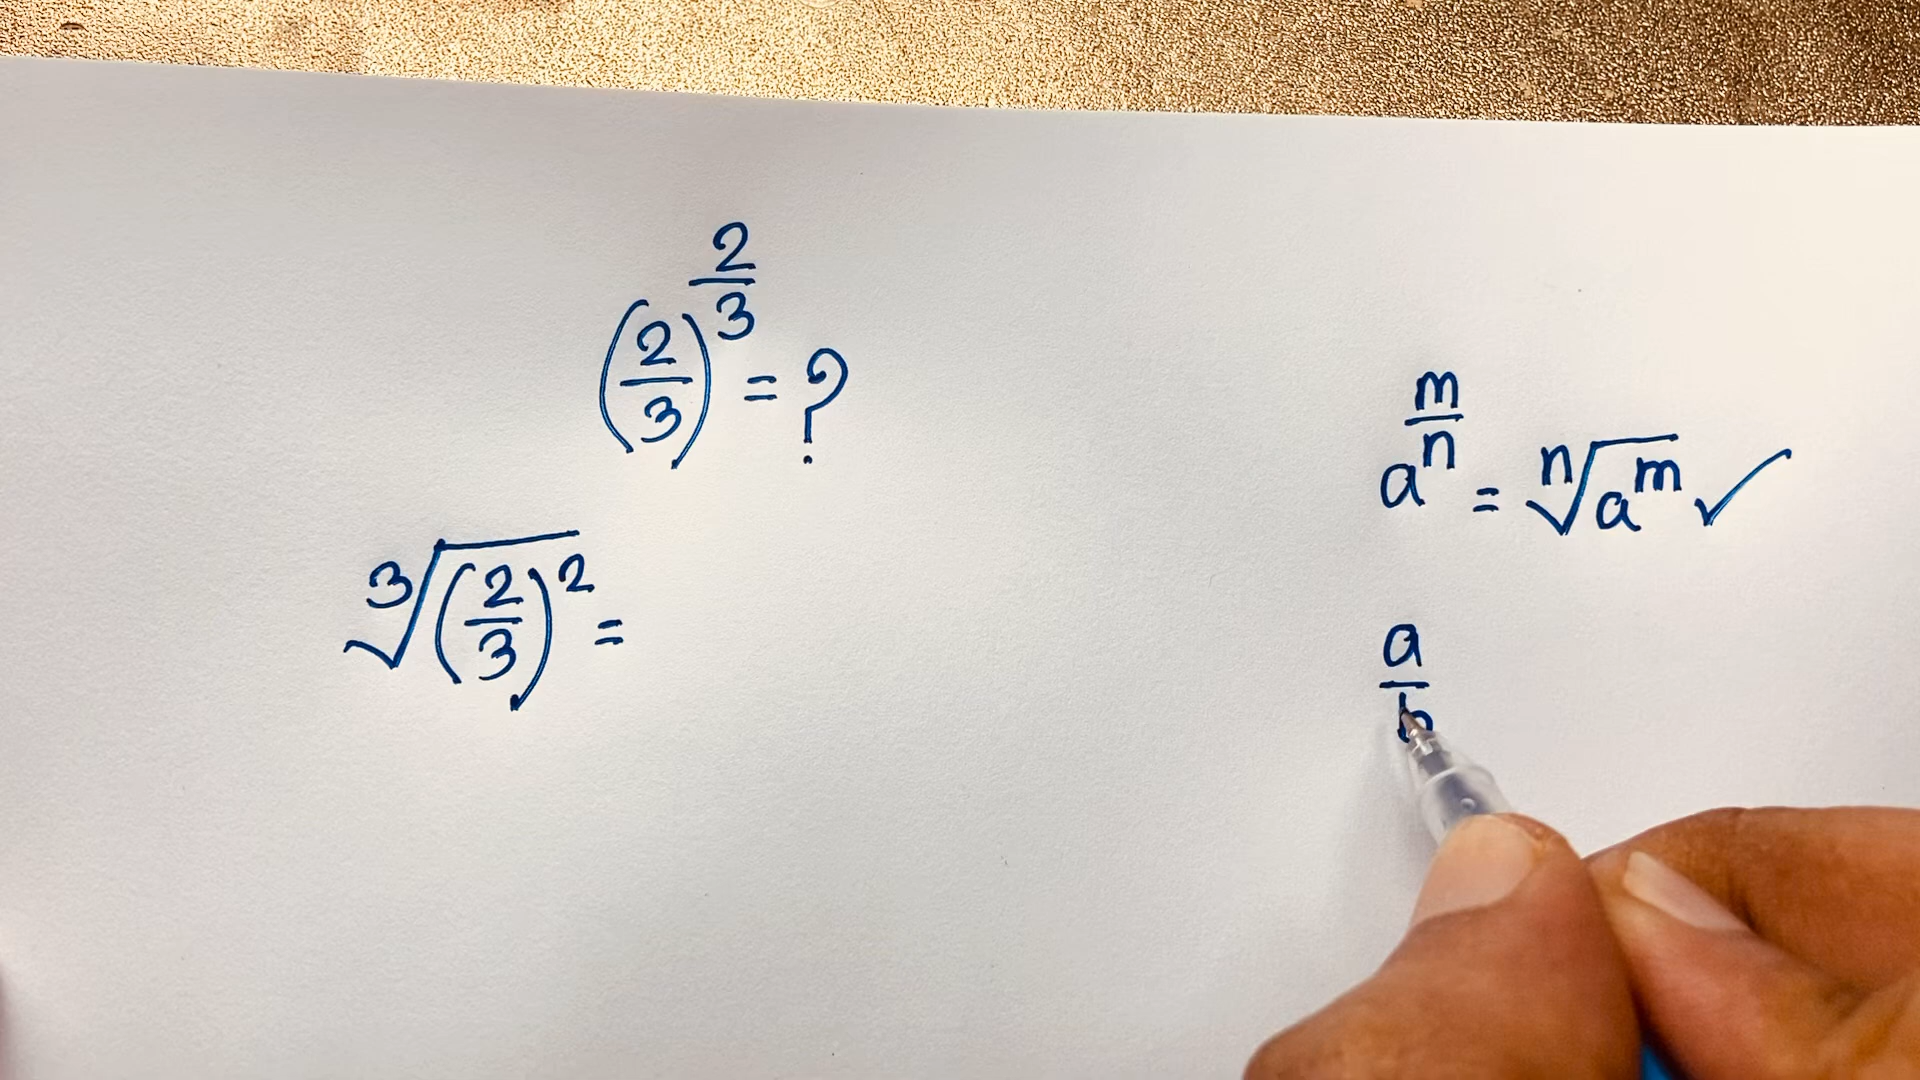 (2/3)^(2/3) = ?
a^(m/n) = ⁿ√(a^m) ✓
³√((2/3)^2) =
a/b